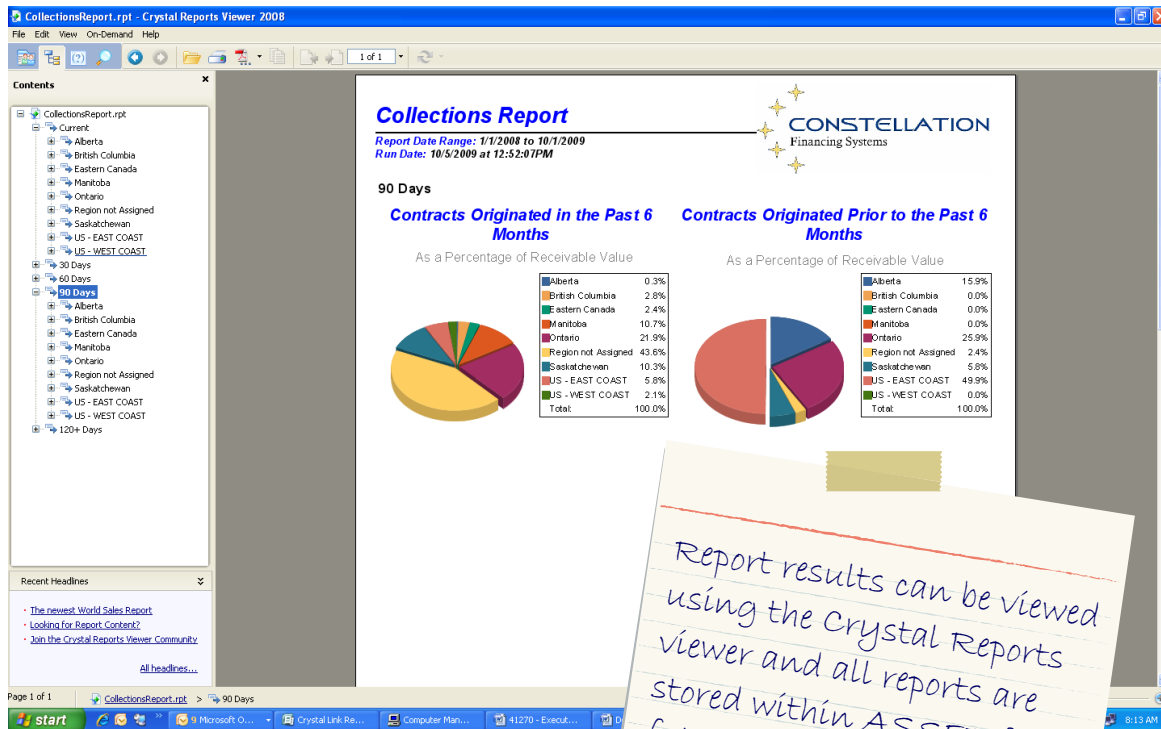 CollectionsReport.rpt - Crystal Reports Viewer 2008
File Edit View On-Demand Help
1 of 1
Contents
CollectionsReport.rpt
Current
Alberta
British Columbia
Eastern Canada
Manitoba
Ontario
Region not Assigned
Saskatchewan
US - EAST COAST
US - WEST COAST
30 Days
60 Days
90 Days
Alberta
British Columbia
Eastern Canada
Manitoba
Ontario
Region not Assigned
Saskatchewan
US - EAST COAST
US - WEST COAST
120+ Days
Recent Headlines
The newest World Sales Report
Looking for Report Content?
Join the Crystal Reports Viewer Community
All headlines...
Collections Report
Report Date Range: 1/1/2008 to 10/1/2009
Run Date: 10/5/2009 at 12:52:07PM
CONSTELLATION
Financing Systems
90 Days
Contracts Originated in the Past 6
Months
As a Percentage of Receivable Value
Alberta 0.3%
British Columbia 2.8%
Eastern Canada 2.4%
Manitoba 10.7%
Ontario 21.9%
Region not Assigned 43.6%
Saskatchewan 10.3%
US - EAST COAST 5.8%
US - WEST COAST 2.1%
Total: 100.0%
Contracts Originated Prior to the Past 6
Months
As a Percentage of Receivable Value
Alberta 15.9%
British Columbia 0.0%
Eastern Canada 0.0%
Manitoba 0.0%
Ontario 25.9%
Region not Assigned 2.4%
Saskatchewan 5.8%
US - EAST COAST 49.9%
US - WEST COAST 0.0%
Total: 100.0%
Report results can be viewed
using the Crystal Reports
viewer and all reports are
stored within
Page 1 of 1 CollectionsReport.rpt > 90 Days
start 9 Microsoft O... Crystal Link Re... Computer Man... 41270 - Execut... 8:13 AM